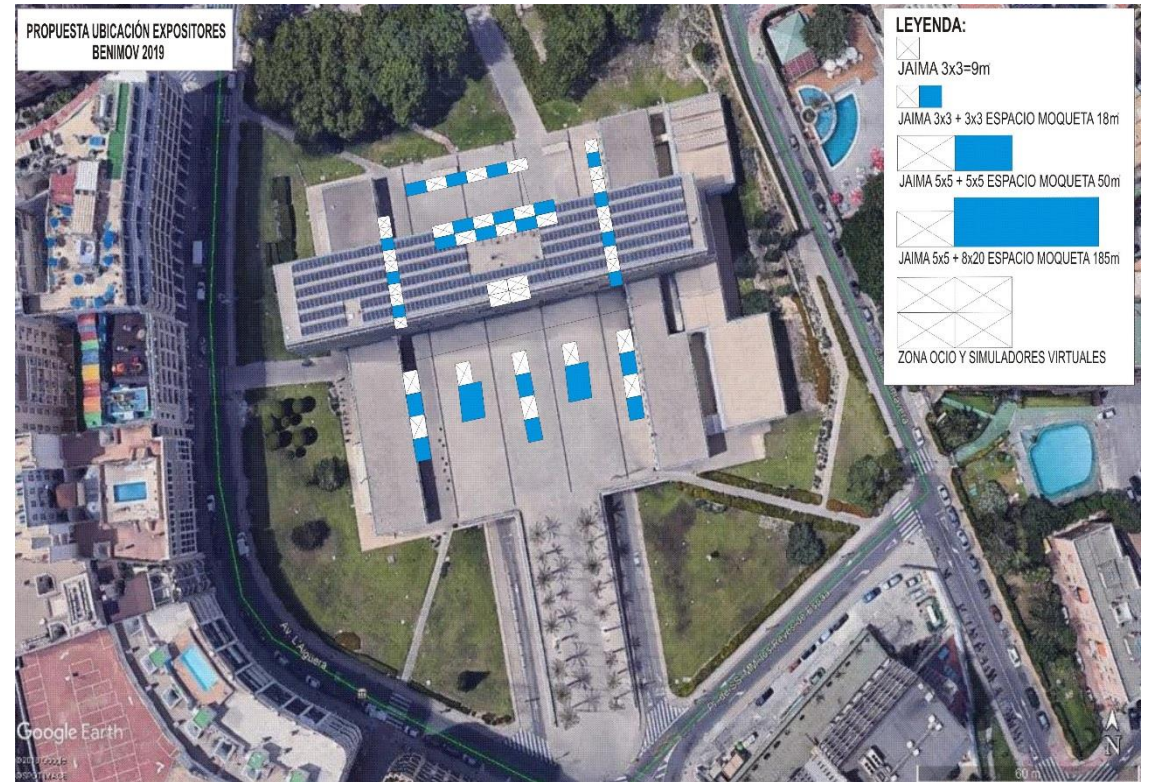 PROPUESTA UBICACIÓN EXPOSITORES
BENIMOV 2019
LEYENDA:
JAIMA 3x3=9m
JAIMA 3x3 + 3x3 ESPACIO MOQUETA 18m
JAIMA 5x5 + 5x5 ESPACIO MOQUETA 50m
JAIMA 5x5 + 8x20 ESPACIO MOQUETA 185m
ZONA OCIO Y SIMULADORES VIRTUALES
Av. L'Aigüera
Google Earth
N
60 m